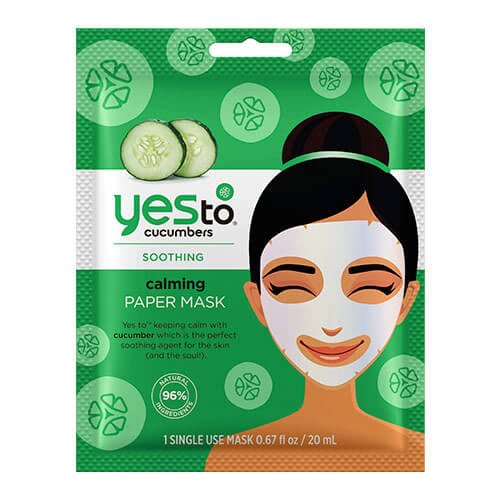 yes to®
cucumbers
SOOTHING
calming
PAPER MASK
Yes to™ keeping calm with
cucumber which is the perfect
soothing agent for the skin
(and the soul!).
NATURAL
96%
INGREDIENTS
1 SINGLE USE MASK 0.67 fl oz / 20 mL